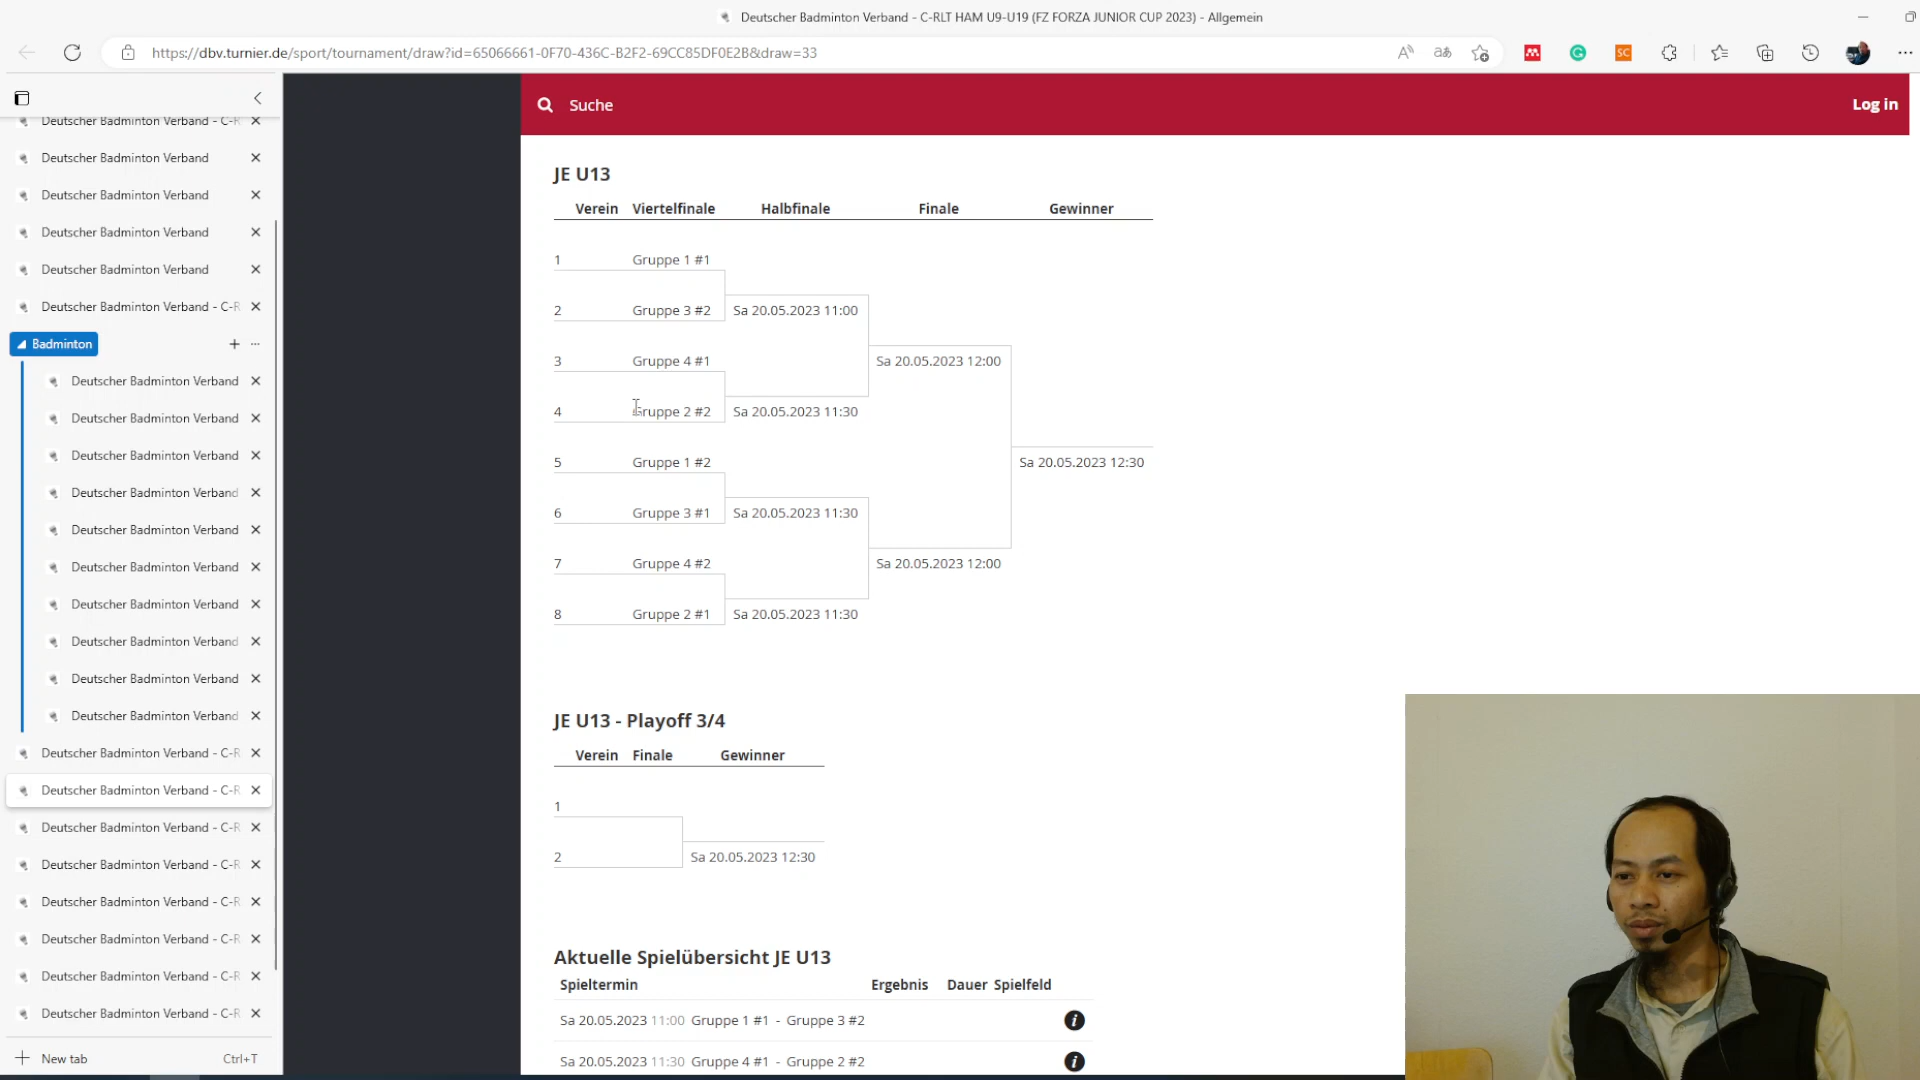 Deutscher Badminton Verband - C-RLT HAM U9-U19 (FZ FORZA JUNIOR CUP 2023) - Allgemein
https://dbv.turnier.de/sport/tournament/draw?id=65066661-0F70-436C-B2F2-69CC85DF0E2B&draw=33
Deutscher Badminton Verband - C-R
Deutscher Badminton Verband
Deutscher Badminton Verband
Deutscher Badminton Verband
Deutscher Badminton Verband
Deutscher Badminton Verband - C-R
Badminton
Deutscher Badminton Verband
Deutscher Badminton Verband
Deutscher Badminton Verband
Deutscher Badminton Verband
Deutscher Badminton Verband
Deutscher Badminton Verband
Deutscher Badminton Verband
Deutscher Badminton Verband
Deutscher Badminton Verband
Deutscher Badminton Verband
Deutscher Badminton Verband - C-R
Deutscher Badminton Verband - C-R
Deutscher Badminton Verband - C-R
Deutscher Badminton Verband - C-R
Deutscher Badminton Verband - C-R
Deutscher Badminton Verband - C-R
Deutscher Badminton Verband - C-R
Deutscher Badminton Verband - C-R
New tab Ctrl+T
Suche
Log in
JE U13
Verein Viertelfinale Halbfinale Finale Gewinner
1 Gruppe 1 #1
2 Gruppe 3 #2 Sa 20.05.2023 11:00
3 Gruppe 4 #1 Sa 20.05.2023 12:00
4 Gruppe 2 #2 Sa 20.05.2023 11:30
5 Gruppe 1 #2 Sa 20.05.2023 12:30
6 Gruppe 3 #1 Sa 20.05.2023 11:30
7 Gruppe 4 #2 Sa 20.05.2023 12:00
8 Gruppe 2 #1 Sa 20.05.2023 11:30
JE U13 - Playoff 3/4
Verein Finale Gewinner
1
2 Sa 20.05.2023 12:30
Aktuelle Spielübersicht JE U13
Spieltermin Ergebnis Dauer Spielfeld
Sa 20.05.2023 11:00 Gruppe 1 #1 - Gruppe 3 #2
Sa 20.05.2023 11:30 Gruppe 4 #1 - Gruppe 2 #2